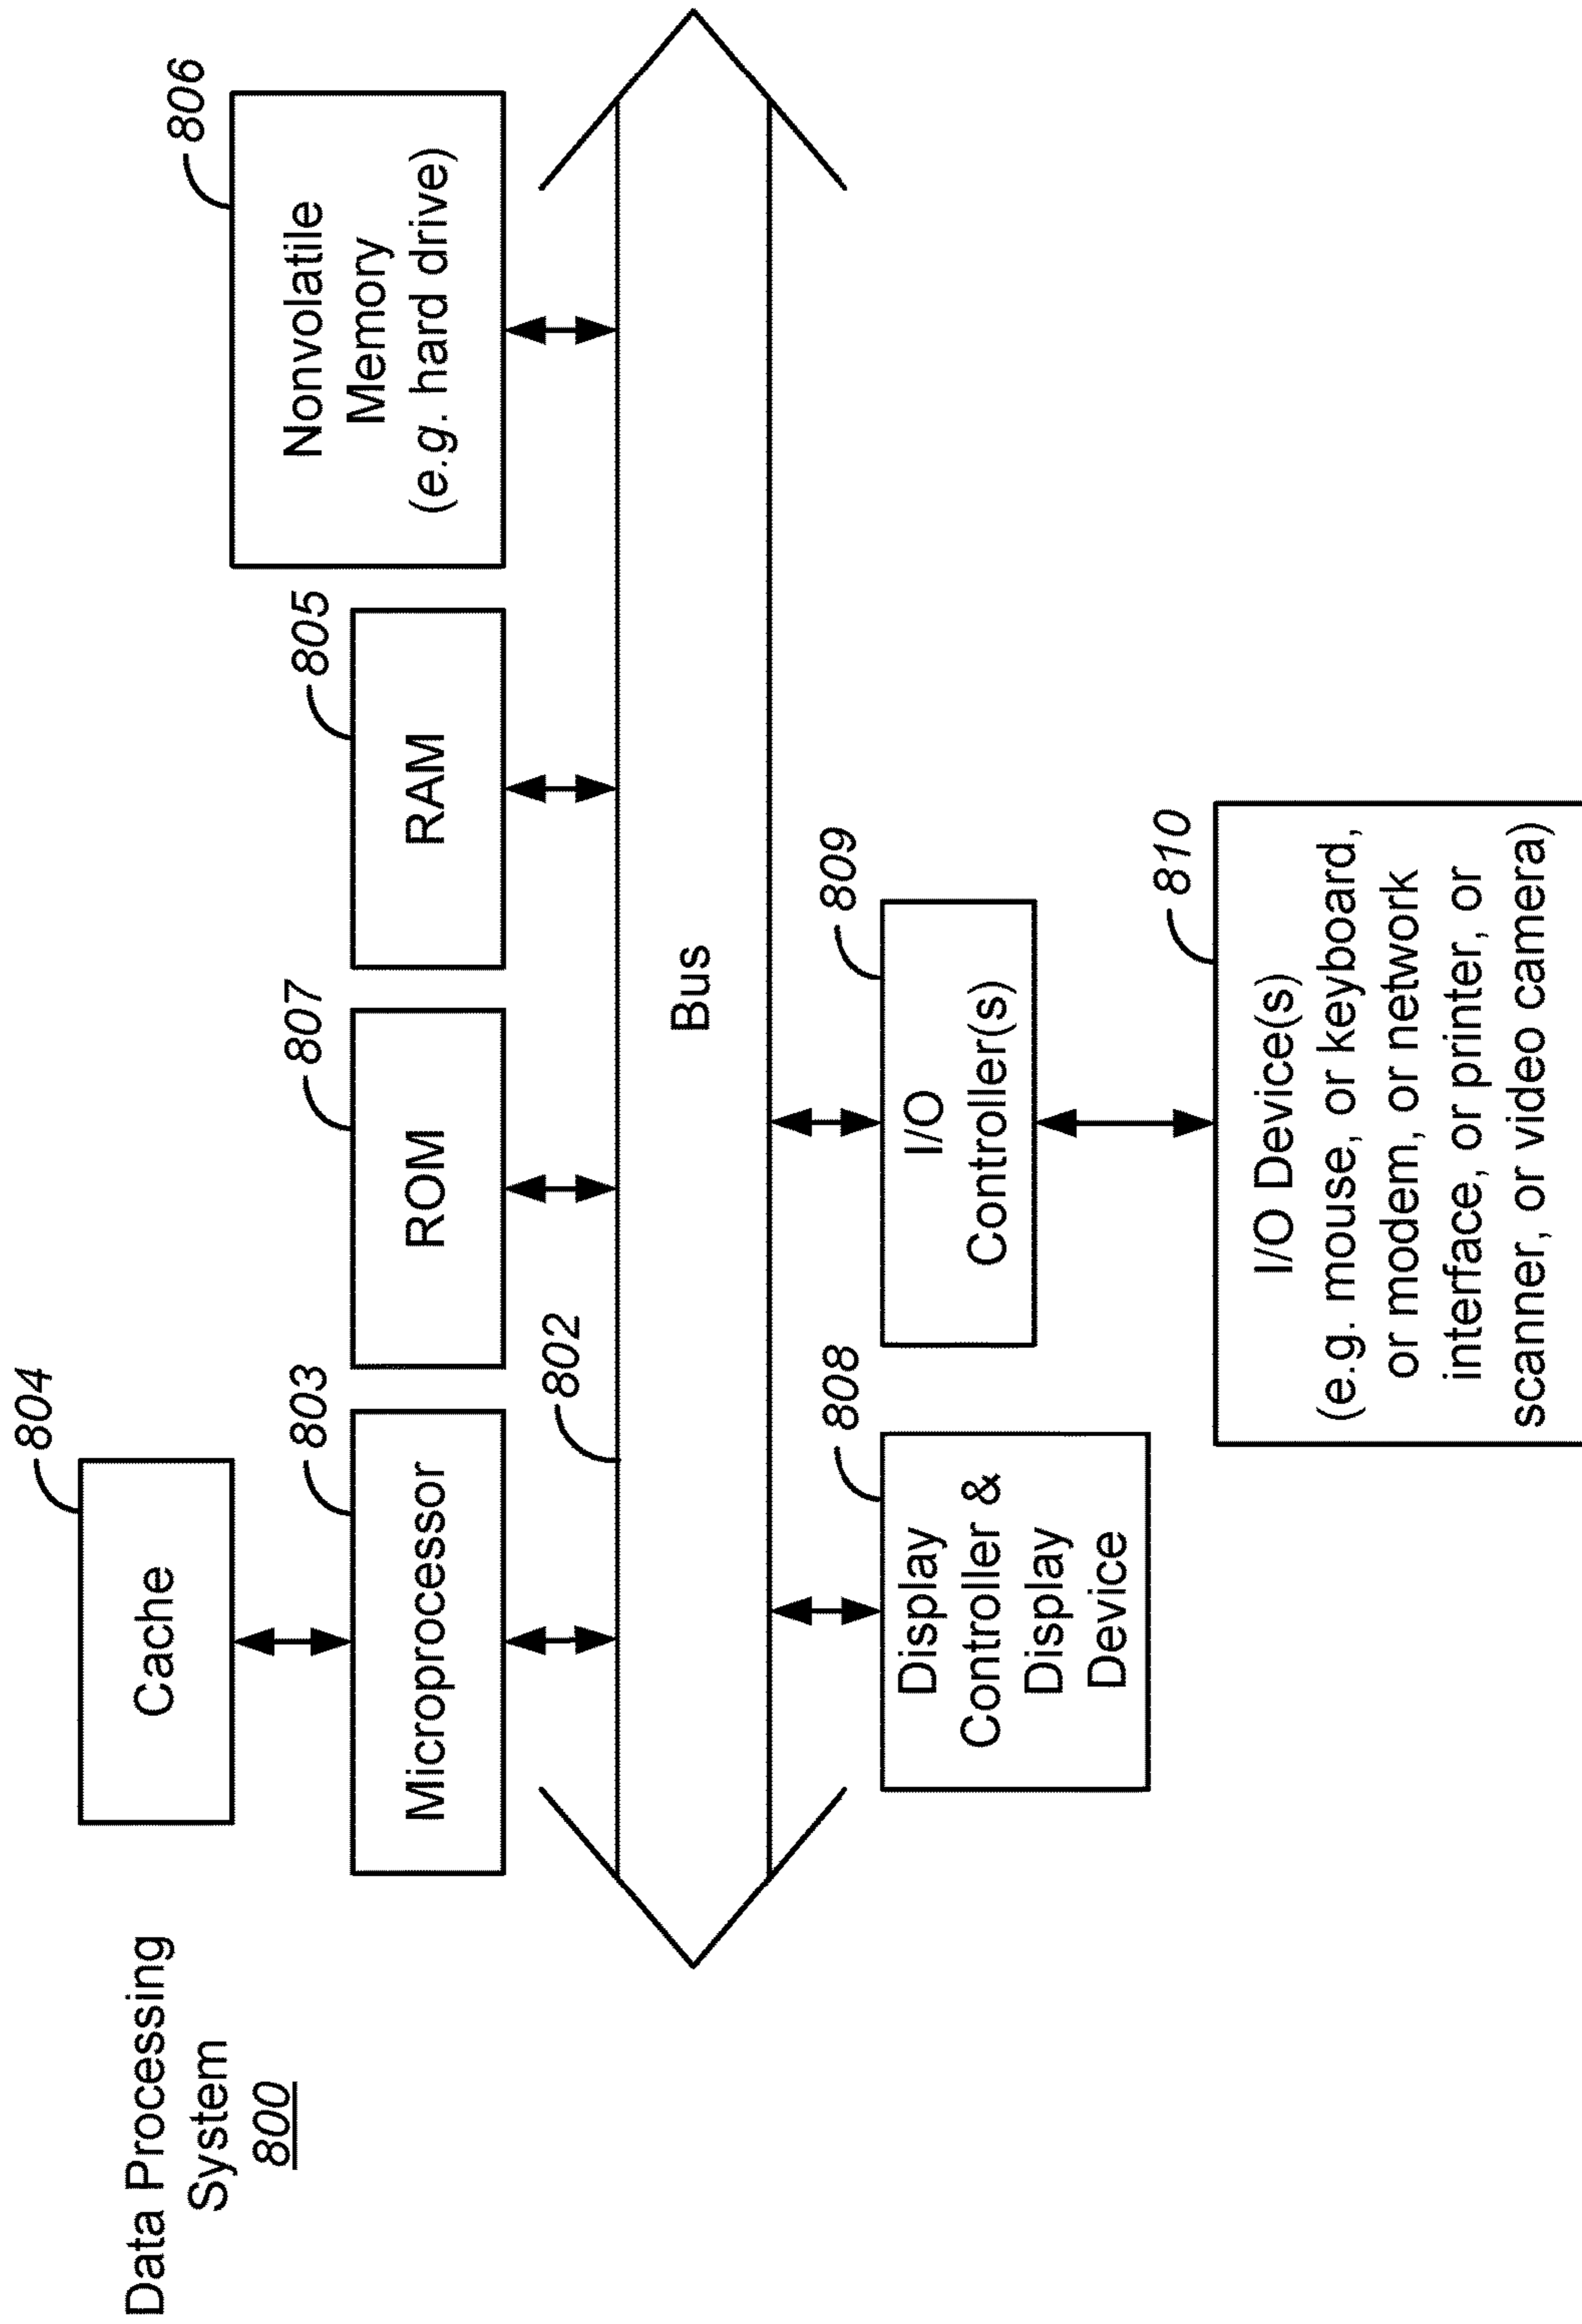 Data Processing
System
800
804
Cache
803
Microprocessor
807
ROM
805
RAM
806
Nonvolatile
Memory
(e.g. hard drive)
802
Bus
808
Display
Controller &
Display
Device
809
I/O
Controller(s)
810
I/O Device(s)
(e.g. mouse, or keyboard,
or modem, or network
interface, or printer, or
scanner, or video camera)